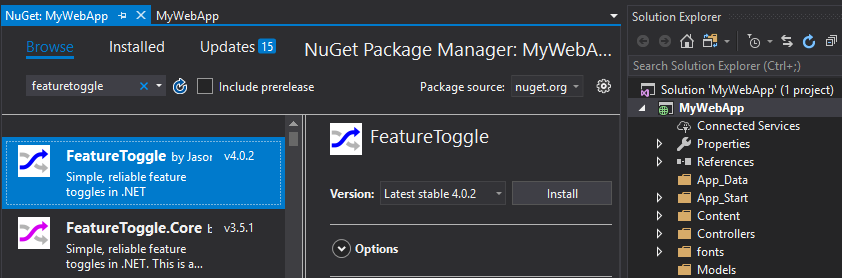 NuGet: MyWebApp
MyWebApp
Browse
Installed
Updates 15
NuGet Package Manager: MyWebA...
featuretoggle
Include prerelease
Package source: nuget.org
FeatureToggle by Jason v4.0.2
Simple, reliable feature
toggles in .NET
FeatureToggle.Core v3.5.1
Simple, reliable feature
toggles in .NET. This is a...
FeatureToggle
Version: Latest stable 4.0.2
Install
Options
Solution Explorer
Search Solution Explorer (Ctrl+;)
Solution 'MyWebApp' (1 project)
MyWebApp
Connected Services
Properties
References
App_Data
App_Start
Content
Controllers
fonts
Models